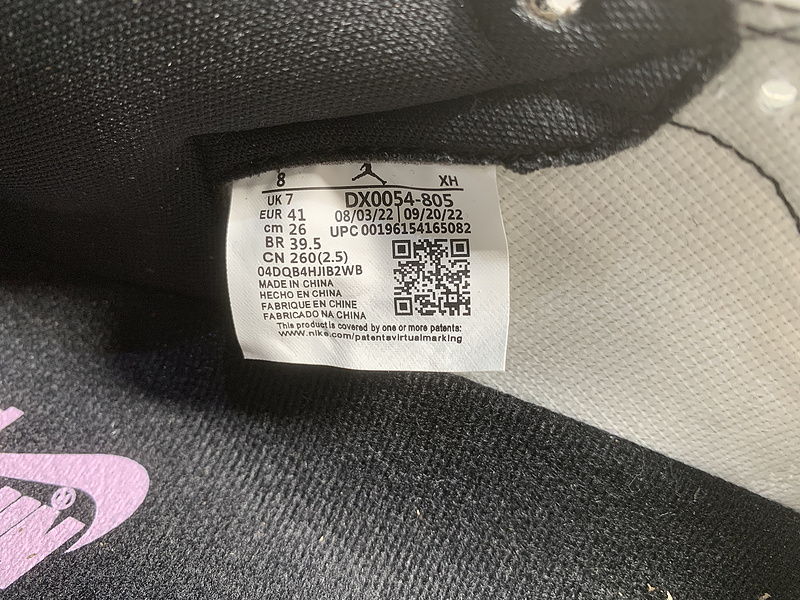 8 XH
UK 7 DX0054-805
EUR 41 08/03/22 | 09/20/22
cm 26 UPC 00196154165082
BR 39.5
CN 260(2.5)
04DQB4HJIB2WB
MADE IN CHINA
HECHO EN CHINA
FABRIQUE EN CHINE
FABRICADO NA CHINA
This product is covered by one or more patents:
www.nike.com/patentsvirtualmarking